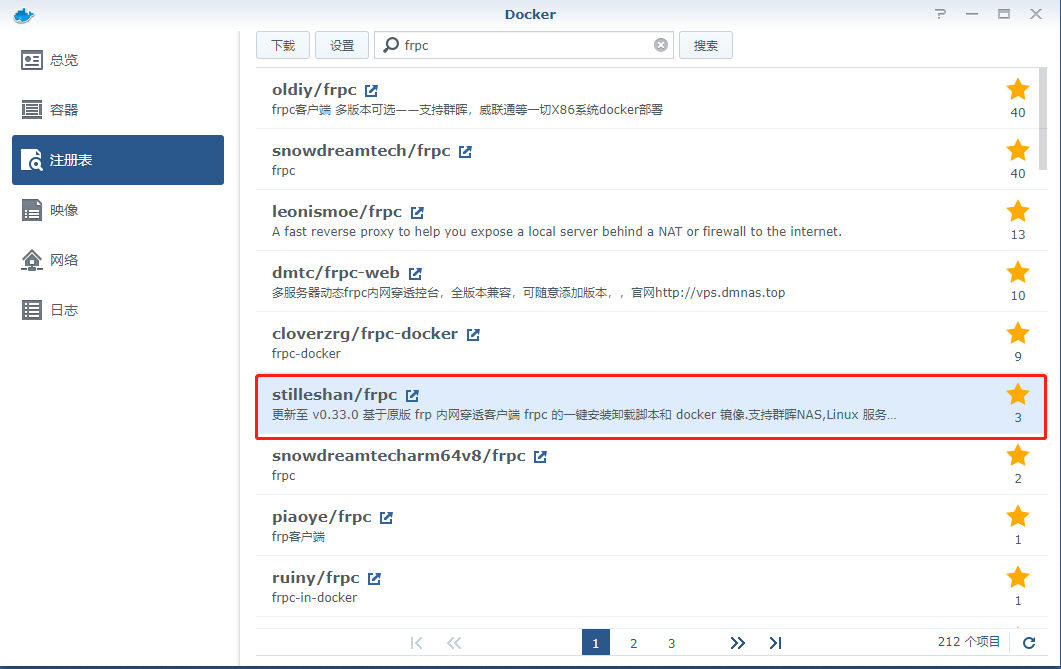 Docker
总览
容器
注册表
映像
网络
日志
下载 设置 frpc 搜索
oldiy/frpc
frpc客户端 多版本可选——支持群晖，威联通等一切X86系统docker部署
40
snowdreamtech/frpc
frpc
40
leonismoe/frpc
A fast reverse proxy to help you expose a local server behind a NAT or firewall to the internet.
13
dmtc/frpc-web
多服务器动态frpc内网穿透控台，全版本兼容，可随意添加版本，，官网http://vps.dmnas.top
10
cloverzrg/frpc-docker
frpc-docker
9
stilleshan/frpc
更新至 v0.33.0 基于原版 frp 内网穿透客户端 frpc 的一键安装卸载脚本和 docker 镜像.支持群晖NAS,Linux 服务...
3
snowdreamtecharm64v8/frpc
frpc
2
piaoye/frpc
frp客户端
1
ruiny/frpc
frpc-in-docker
1
1 2 3 212 个项目